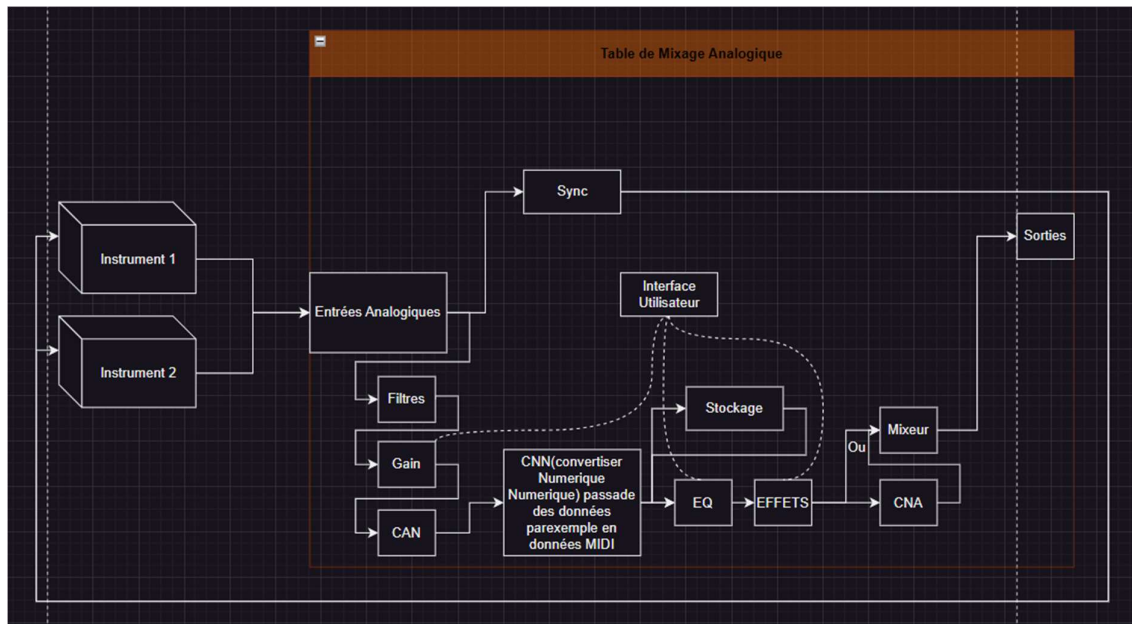 Table de Mixage Analogique
Sync
Instrument 1
Sorties
Entrées Analogiques
Interface
Utilisateur
Instrument 2
Filtres
Stockage
Mixeur
Ou
Gain
CNN(convertiser
Numerique
Numerique) passade
des données
parexemple en
données MIDI
EQ
EFFETS
CNA
CAN